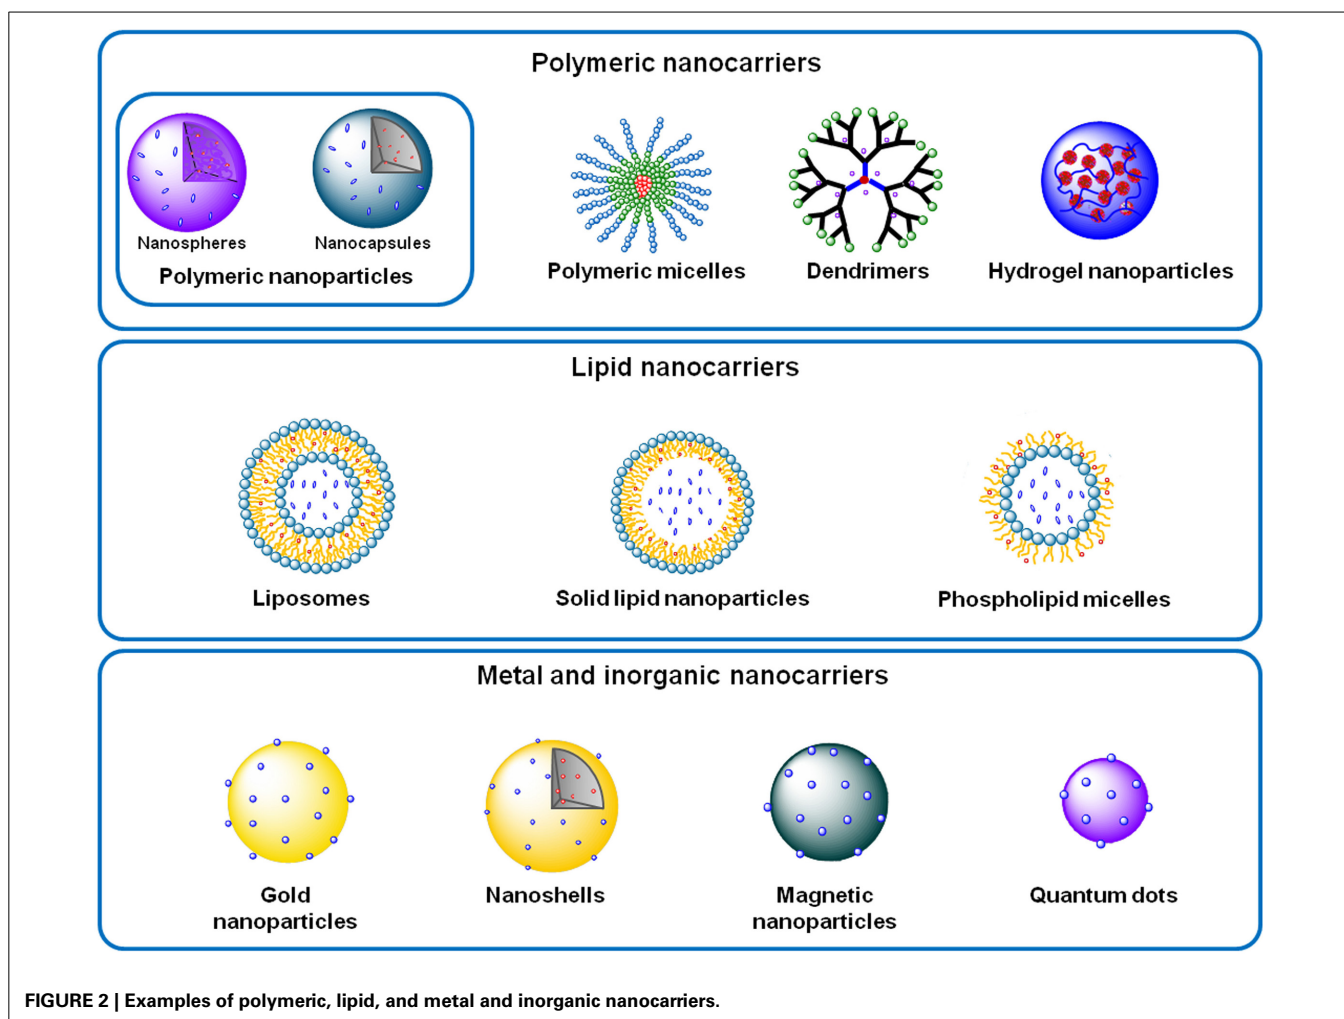 Polymeric nanocarriers
Nanospheres
Nanocapsules
Polymeric nanoparticles
Polymeric micelles
Dendrimers
Hydrogel nanoparticles
Lipid nanocarriers
Liposomes
Solid lipid nanoparticles
Phospholipid micelles
Metal and inorganic nanocarriers
Gold
nanoparticles
Nanoshells
Magnetic
nanoparticles
Quantum dots
FIGURE 2 | Examples of polymeric, lipid, and metal and inorganic nanocarriers.